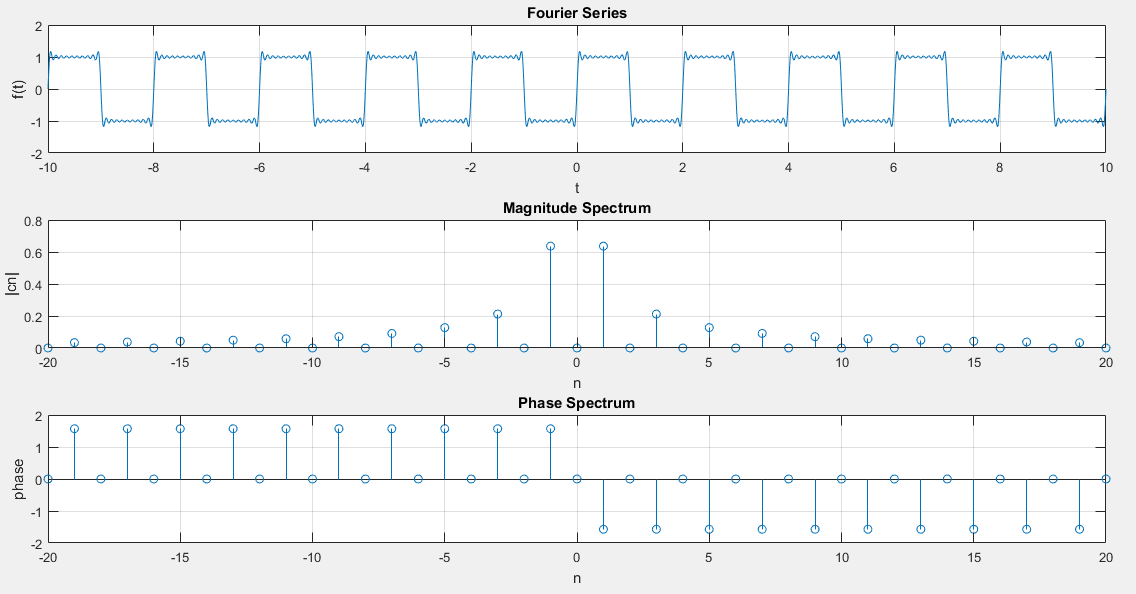 Fourier Series
2
1
0
-1
-2
f(t)
-10 -8 -6 -4 -2 0 2 4 6 8 10
t
Magnitude Spectrum
0.8
0.6
0.4
0.2
0
|cn|
-20 -15 -10 -5 0 5 10 15 20
n
Phase Spectrum
2
1
0
-1
-2
phase
-20 -15 -10 -5 0 5 10 15 20
n